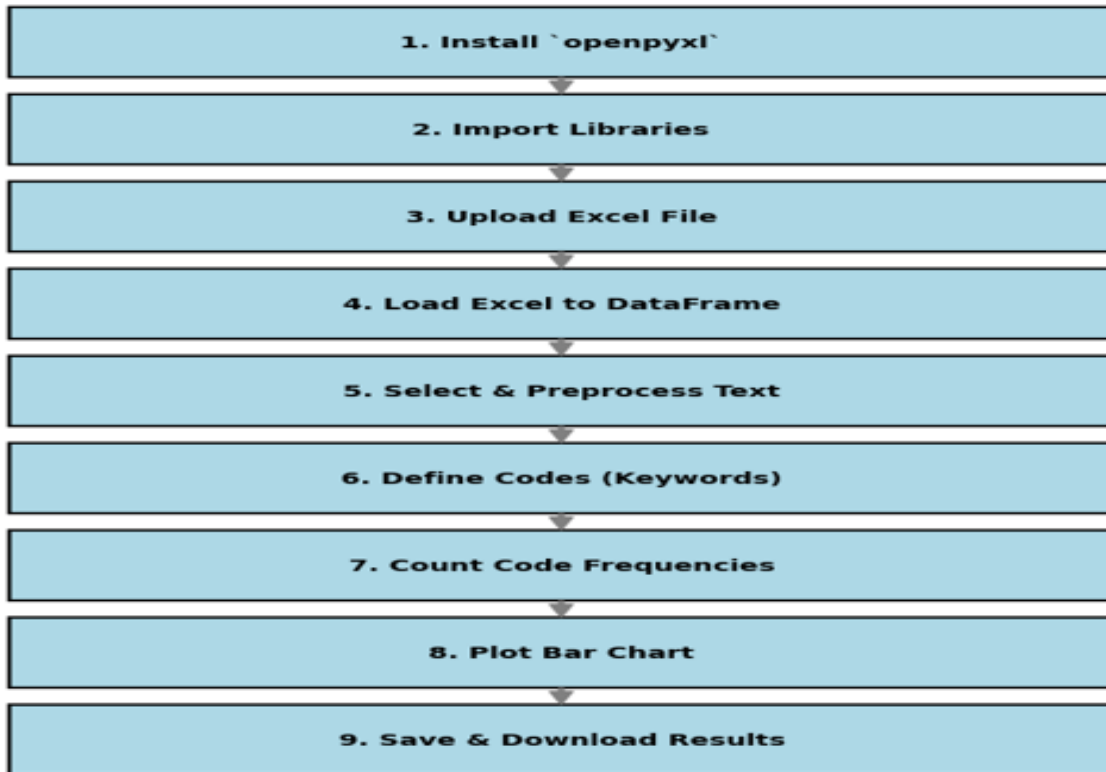 1. Install `openpyxl`
2. Import Libraries
3. Upload Excel File
4. Load Excel to DataFrame
5. Select & Preprocess Text
6. Define Codes (Keywords)
7. Count Code Frequencies
8. Plot Bar Chart
9. Save & Download Results